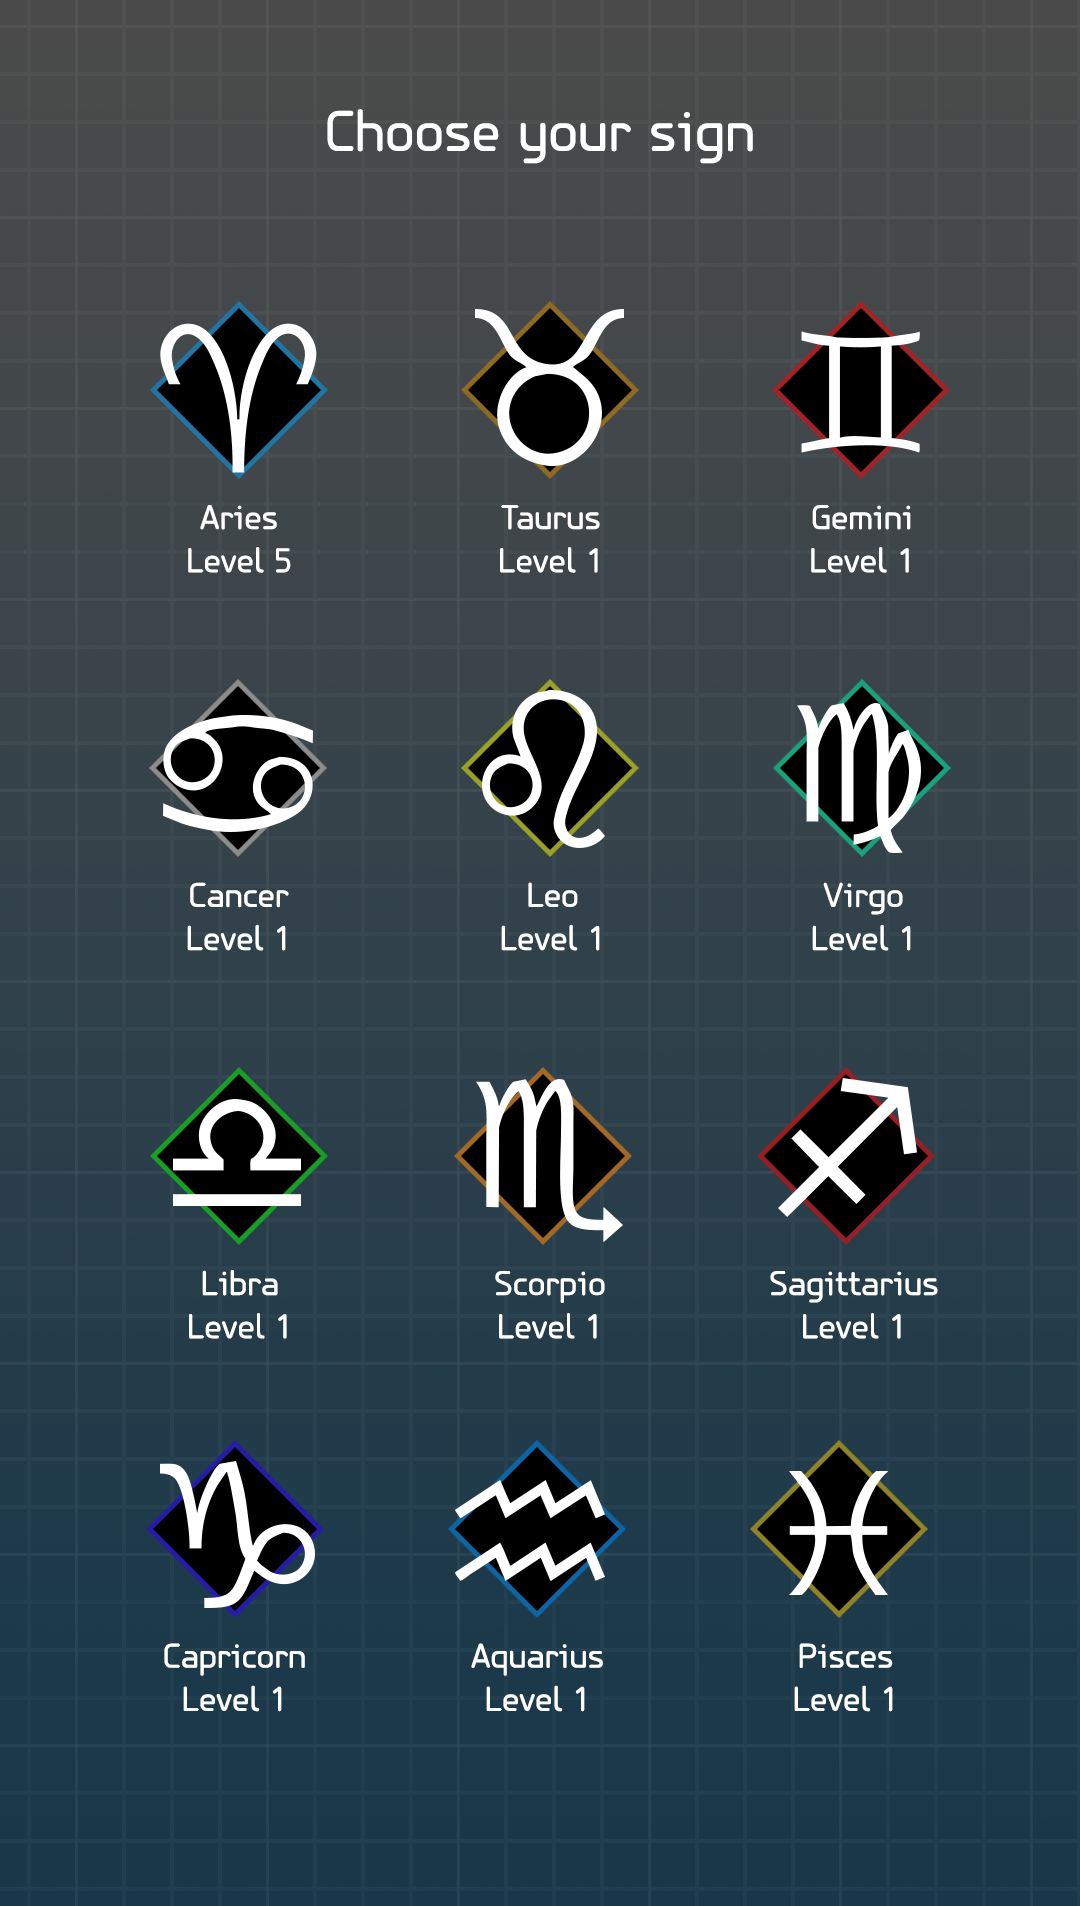 Choose your sign
Aries
Level 5
Taurus
Level 1
Gemini
Level 1
Cancer
Level 1
Leo
Level 1
Virgo
Level 1
Libra
Level 1
Scorpio
Level 1
Sagittarius
Level 1
Capricorn
Level 1
Aquarius
Level 1
Pisces
Level 1